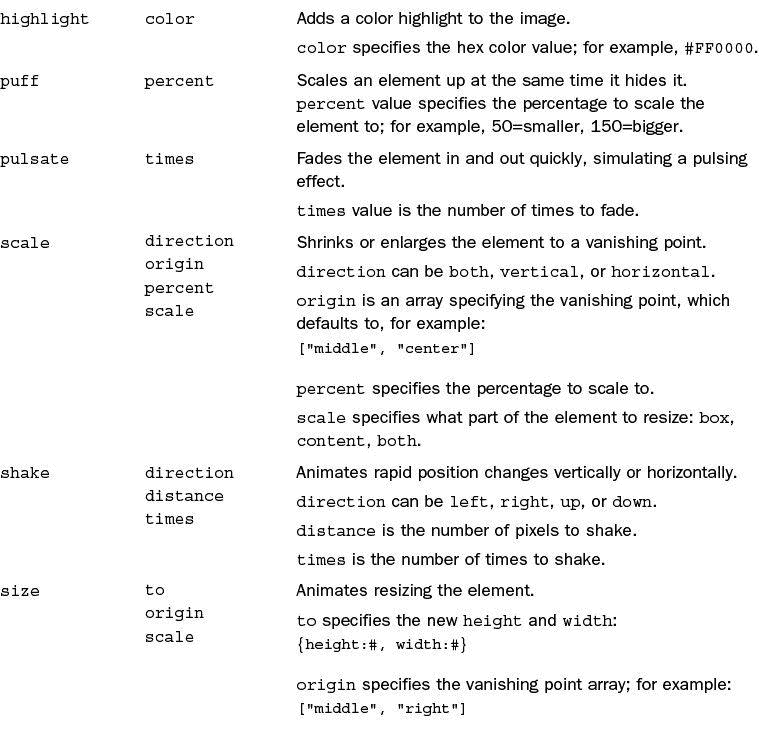 highlight color Adds a color highlight to the image.
color specifies the hex color value; for example, #FF0000.
puff percent Scales an element up at the same time it hides it.
percent value specifies the percentage to scale the
element to; for example, 50=smaller, 150=bigger.
pulsate times Fades the element in and out quickly, simulating a pulsing
effect.
times value is the number of times to fade.
scale direction Shrinks or enlarges the element to a vanishing point.
origin
percent
scale
direction can be both, vertical, or horizontal.
origin is an array specifying the vanishing point, which
defaults to, for example:
["middle", "center"]
percent specifies the percentage to scale to.
scale specifies what part of the element to resize: box,
content, both.
shake direction Animates rapid position changes vertically or horizontally.
distance
times
direction can be left, right, up, or down.
distance is the number of pixels to shake.
times is the number of times to shake.
size to Animates resizing the element.
origin
scale
to specifies the new height and width:
{height:#, width:#}
origin specifies the vanishing point array; for example:
["middle", "right"]